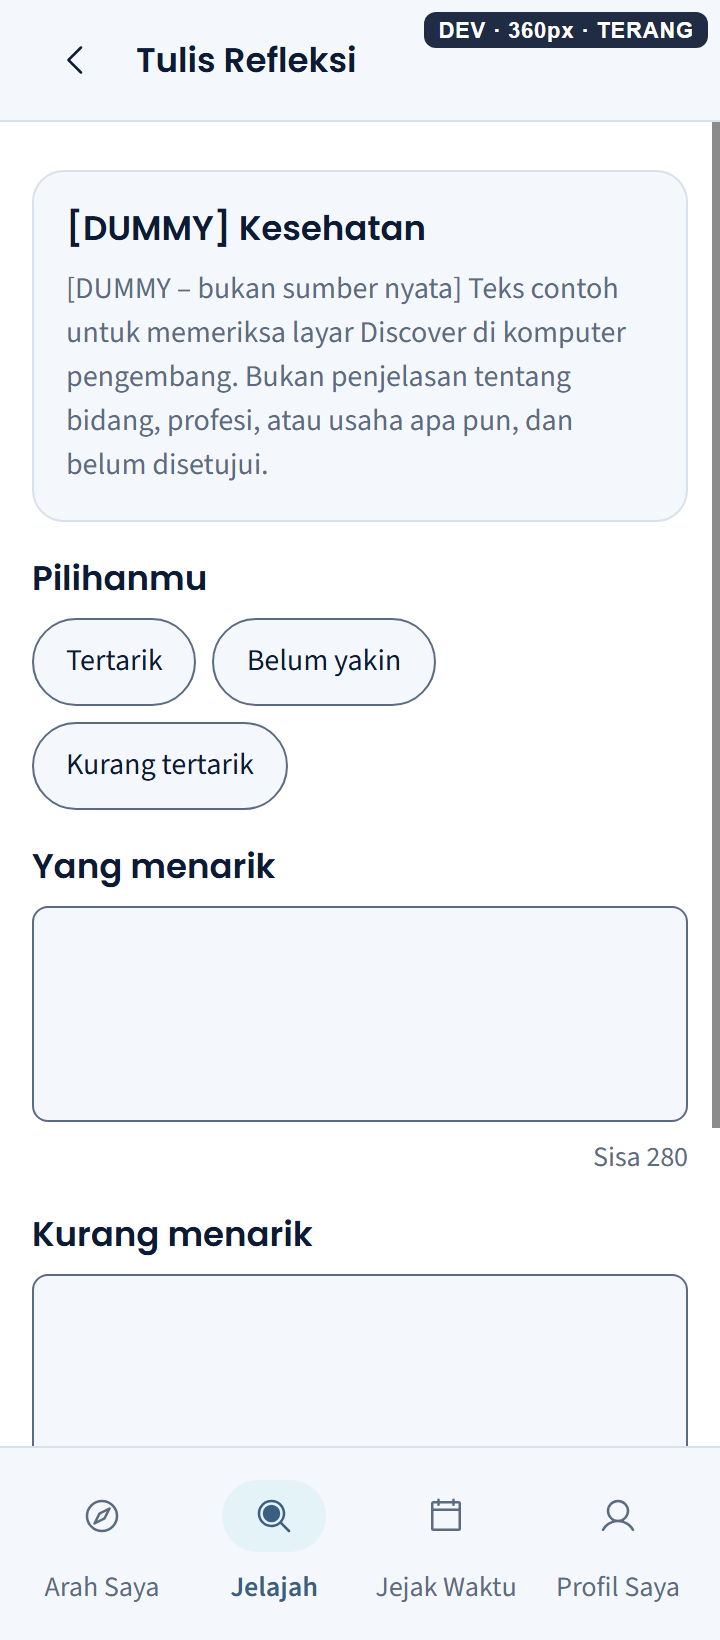 DEV · 360px · TERANG
Tulis Refleksi
[DUMMY] Kesehatan
[DUMMY – bukan sumber nyata] Teks contoh
untuk memeriksa layar Discover di komputer
pengembang. Bukan penjelasan tentang
bidang, profesi, atau usaha apa pun, dan
belum disetujui.
Pilihanmu
Tertarik
Belum yakin
Kurang tertarik
Yang menarik
Sisa 280
Kurang menarik
Arah Saya
Jelajah
Jejak Waktu
Profil Saya